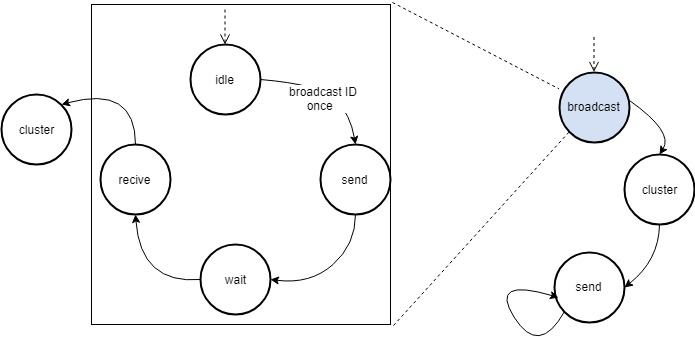 idle
broadcast ID
once
broadcast
cluster
recive
send
cluster
wait
send